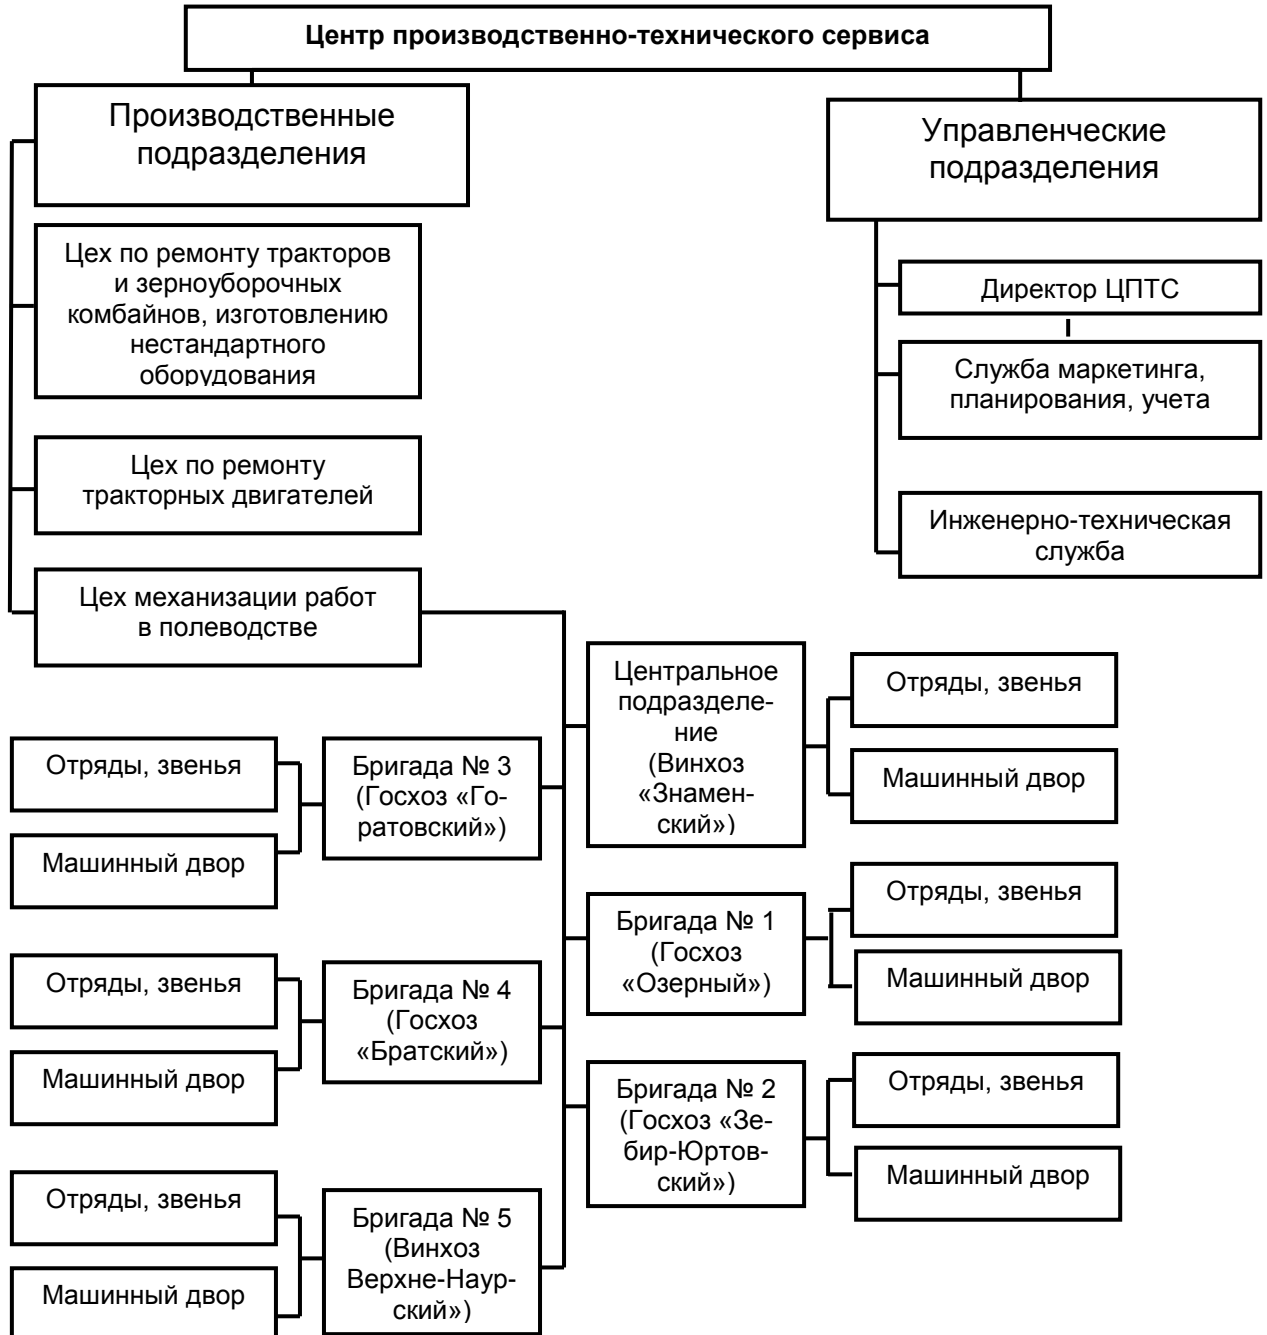 Центр производственно-технического сервиса
Производственные
подразделения
Управленческие
подразделения
Цех по ремонту тракторов
и зерноуборочных
комбайнов, изготовлению
нестандартного
оборудования
Директор ЦПТС
Служба маркетинга,
планирования, учета
Цех по ремонту
тракторных двигателей
Инженерно-техническая
служба
Цех механизации работ
в полеводстве
Центральное
подразделе-
ние
(Винхоз
«Знамен-
ский»)
Отряды, звенья
Машинный двор
Отряды, звенья
Машинный двор
Бригада № 3
(Госхоз «Го-
ратовский»)
Бригада № 1
(Госхоз
«Озерный»)
Отряды, звенья
Машинный двор
Отряды, звенья
Машинный двор
Бригада № 4
(Госхоз
«Братский»)
Бригада № 2
(Госхоз «Зе-
бир-Юртов-
ский»)
Отряды, звенья
Машинный двор
Отряды, звенья
Машинный двор
Бригада № 5
(Винхоз
Верхне-Наур-
ский»)